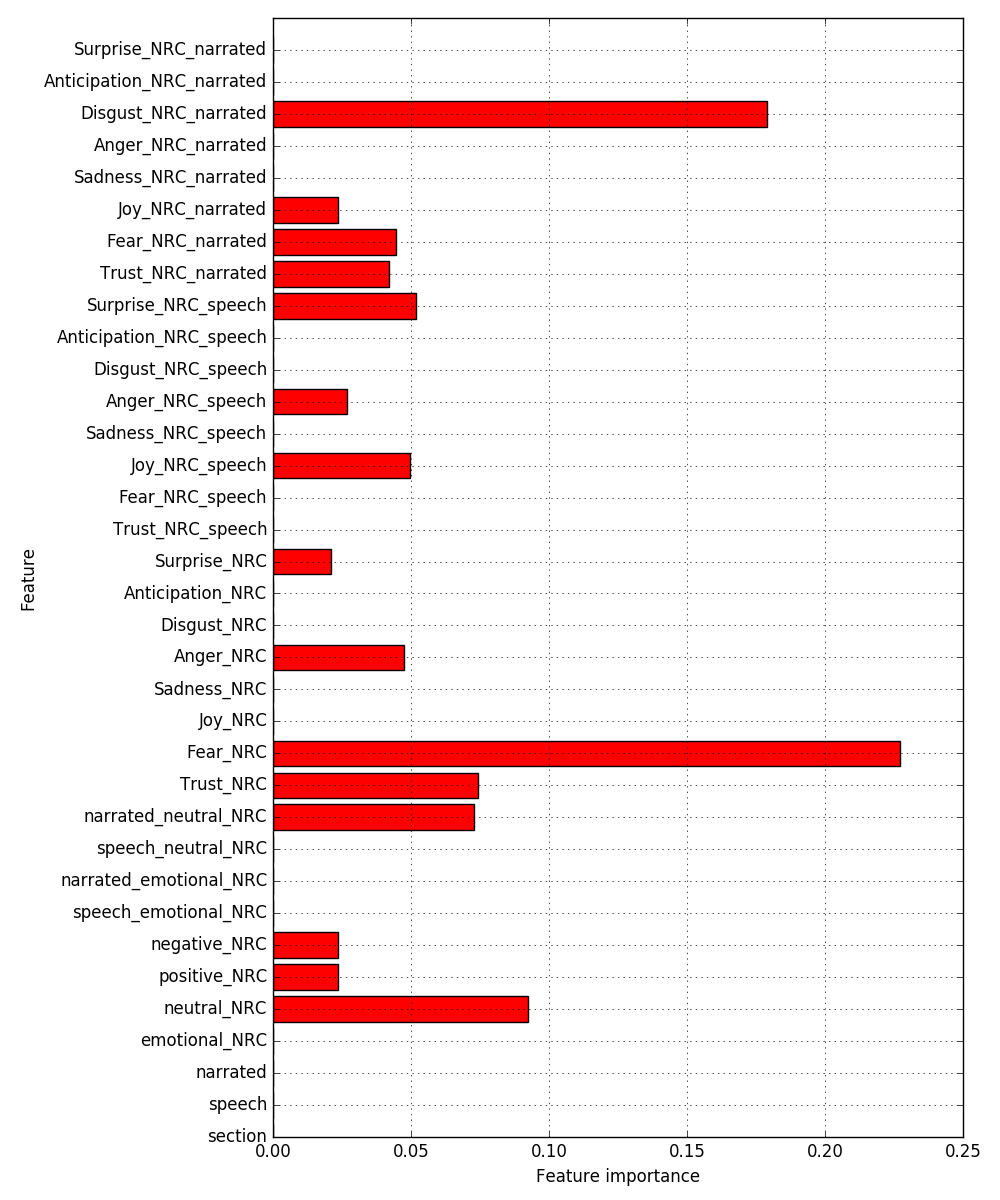 Surprise_NRC_narrated
Anticipation_NRC_narrated
Disgust_NRC_narrated
Anger_NRC_narrated
Sadness_NRC_narrated
Joy_NRC_narrated
Fear_NRC_narrated
Trust_NRC_narrated
Surprise_NRC_speech
Anticipation_NRC_speech
Disgust_NRC_speech
Anger_NRC_speech
Sadness_NRC_speech
Joy_NRC_speech
Fear_NRC_speech
Trust_NRC_speech
Surprise_NRC
Anticipation_NRC
Disgust_NRC
Anger_NRC
Sadness_NRC
Joy_NRC
Fear_NRC
Trust_NRC
narrated_neutral_NRC
speech_neutral_NRC
narrated_emotional_NRC
speech_emotional_NRC
negative_NRC
positive_NRC
neutral_NRC
emotional_NRC
narrated
speech
section
Feature
0.00 0.05 0.10 0.15 0.20 0.25
Feature importance